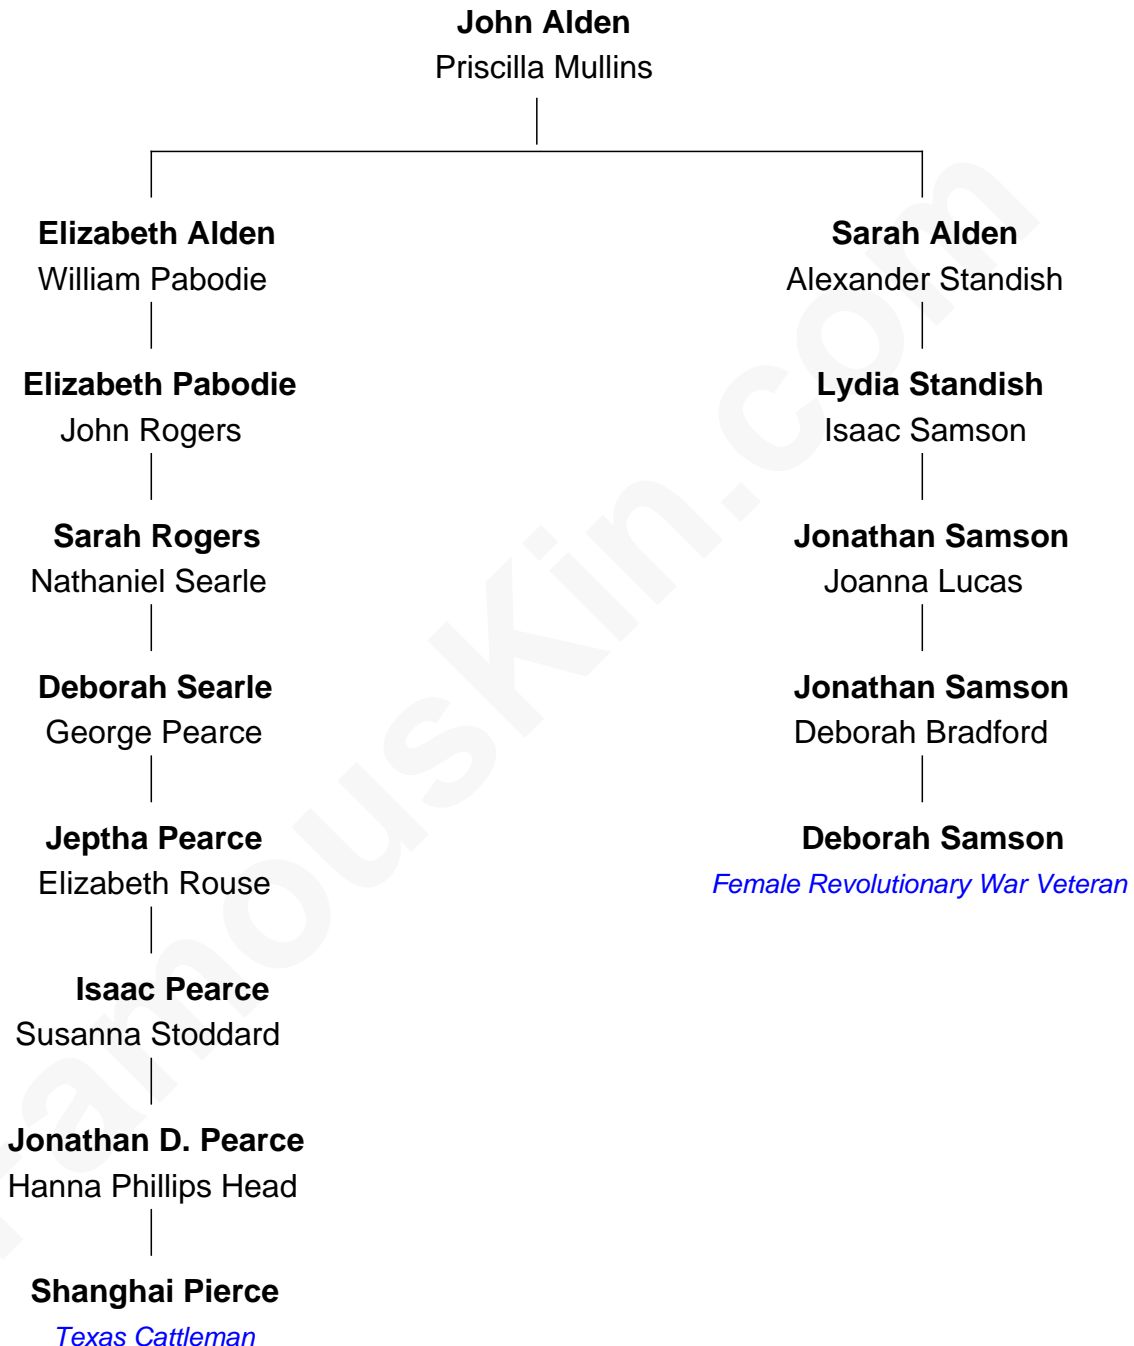 John Alden
Priscilla Mullins
Elizabeth Alden
William Pabodie
Sarah Alden
Alexander Standish
Elizabeth Pabodie
John Rogers
Lydia Standish
Isaac Samson
Sarah Rogers
Nathaniel Searle
Jonathan Samson
Joanna Lucas
Deborah Searle
George Pearce
Jonathan Samson
Deborah Bradford
Jeptha Pearce
Elizabeth Rouse
Deborah Samson
Female Revolutionary War Veteran
Isaac Pearce
Susanna Stoddard
Jonathan D. Pearce
Hanna Phillips Head
Shanghai Pierce
Texas Cattleman
FamousKin.com